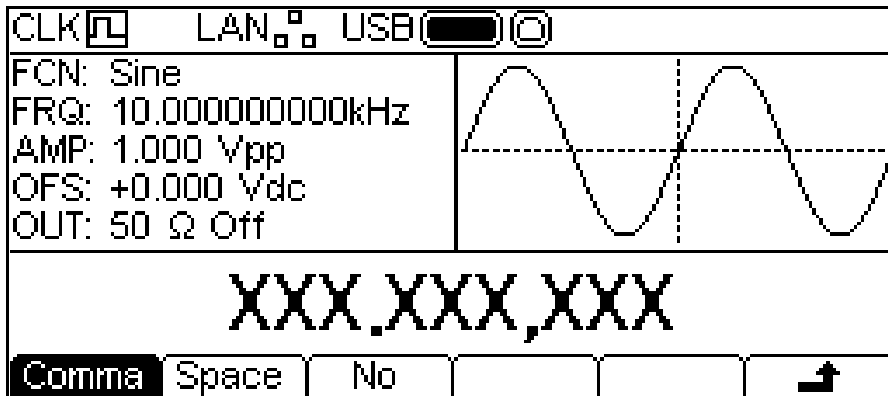 CLK LAN USB
FCN: Sine
FRQ: 10.000000000kHz
AMP: 1.000 Vpp
OFS: +0.000 Vdc
OUT: 50 Ω Off
XXX.XXX,XXX
Comma Space No